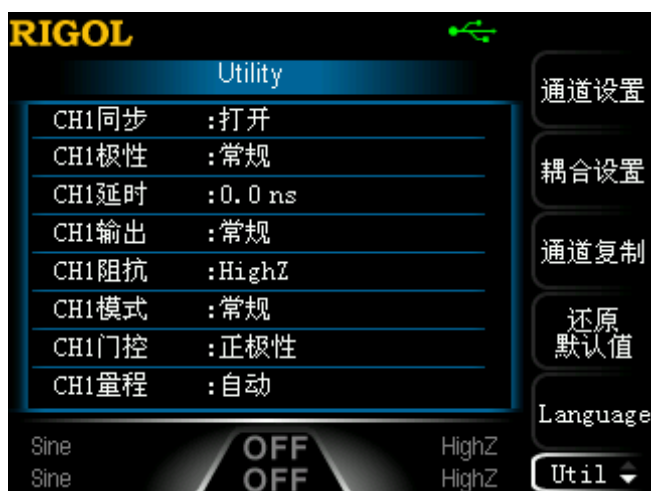 RIGOL
Utility
CH1同步 :打开
CH1极性 :常规
CH1延时 :0.0 ns
CH1输出 :常规
CH1阻抗 :HighZ
CH1模式 :常规
CH1门控 :正极性
CH1量程 :自动
通道设置
耦合设置
通道复制
还原
默认值
Language
Util
Sine OFF HighZ
Sine OFF HighZ